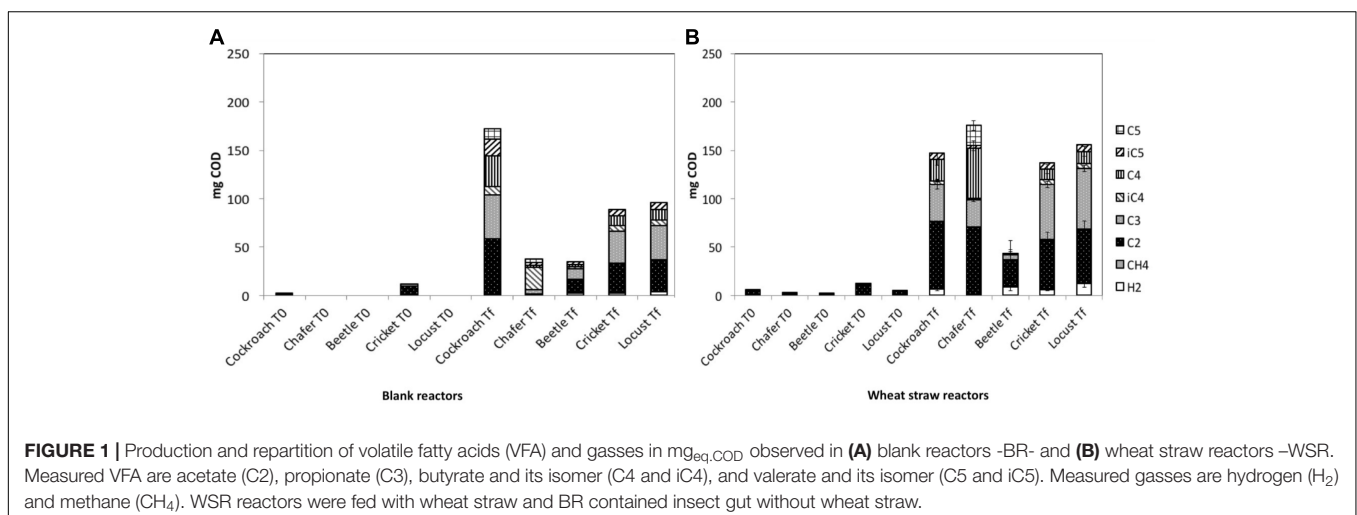 A
B
250
200
150
100
50
0
mg COD
Cockroach T0
Chafer T0
Beetle T0
Cricket T0
Locust T0
Cockroach Tf
Chafer Tf
Beetle Tf
Cricket Tf
Locust Tf
Blank reactors
250
200
150
100
50
0
mg COD
Cockroach T0
Chafer T0
Beetle T0
Cricket T0
Locust T0
Cockroach Tf
Chafer Tf
Beetle Tf
Cricket Tf
Locust Tf
Wheat straw reactors
C5
iC5
C4
iC4
C3
C2
CH4
H2
FIGURE 1 | Production and repartition of volatile fatty acids (VFA) and gasses in mgeq.COD observed in (A) blank reactors -BR- and (B) wheat straw reactors –WSR.
Measured VFA are acetate (C2), propionate (C3), butyrate and its isomer (C4 and iC4), and valerate and its isomer (C5 and iC5). Measured gasses are hydrogen (H₂)
and methane (CH₄). WSR reactors were fed with wheat straw and BR contained insect gut without wheat straw.